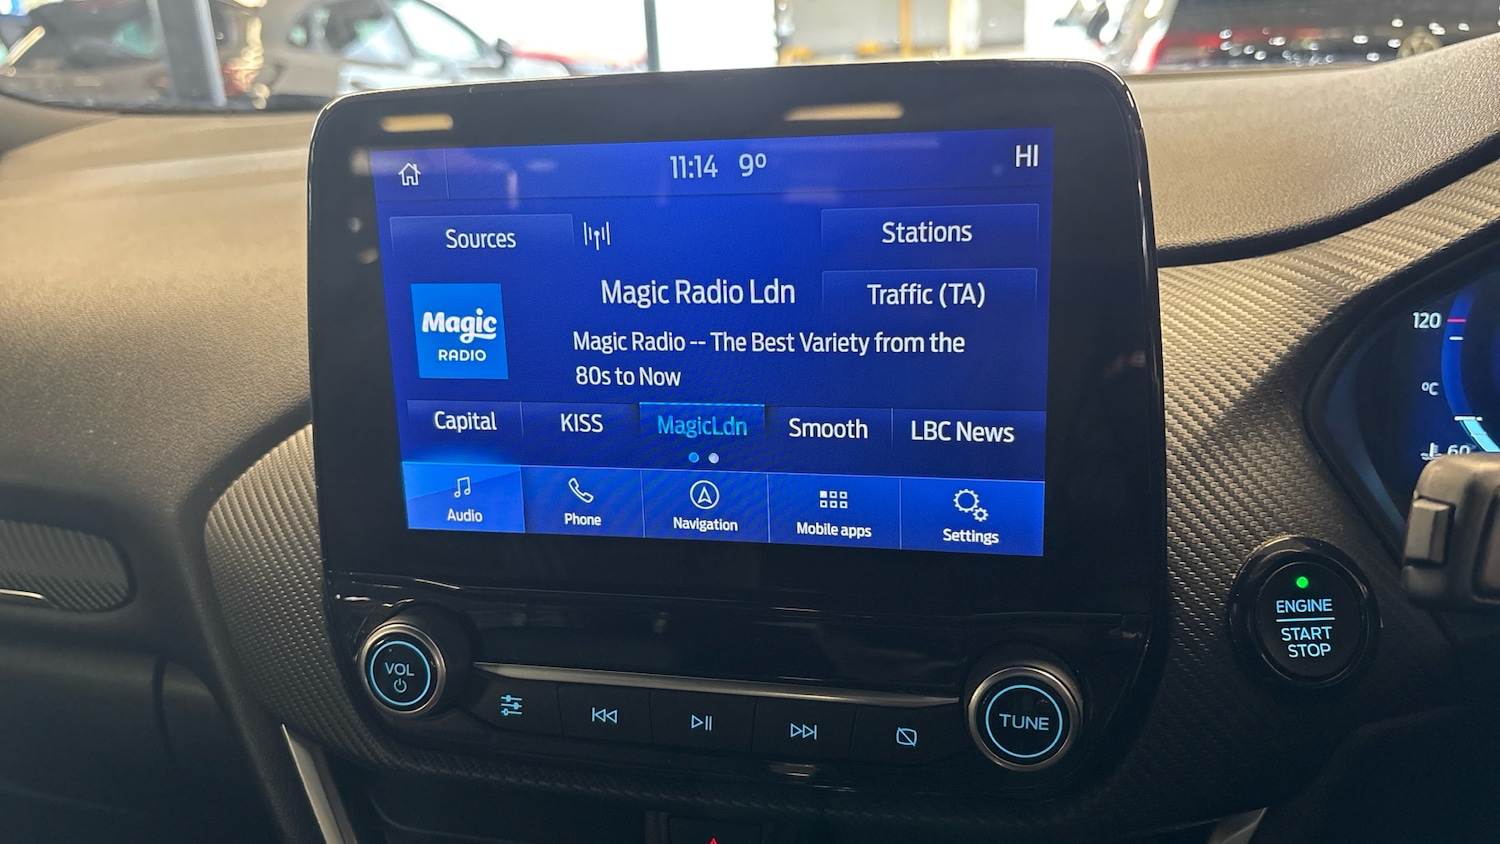 11:14 9° HI
Sources
Stations
Magic Radio Ldn
Traffic (TA)
Magic RADIO
Magic Radio -- The Best Variety from the
80s to Now
Capital KISS MagicLdn Smooth LBC News
Audio Phone Navigation Mobile apps Settings
VOL
TUNE
ENGINE
START
STOP
120
°C
60